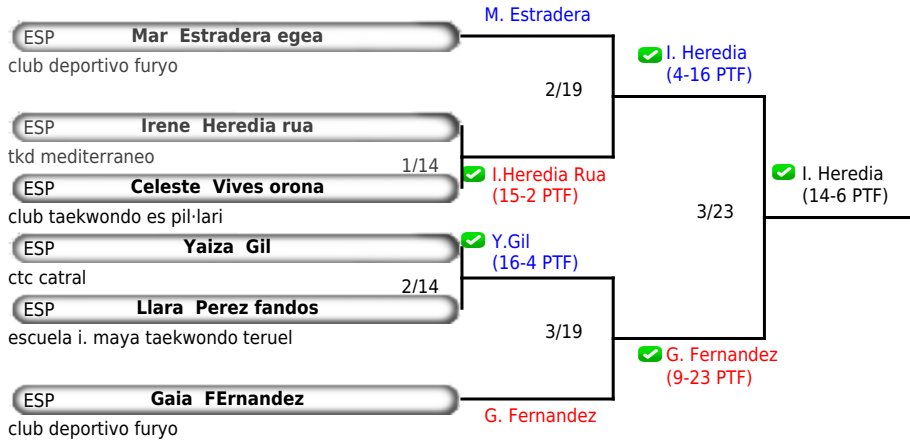 M. Estradera
ESP Mar Estradera egea
club deportivo furyo
I. Heredia
(4-16 PTF)
2/19
ESP Irene Heredia rua
tkd mediterraneo
1/14
I.Heredia Rua
(15-2 PTF)
ESP Celeste Vives orona
club taekwondo es pil·lari
I. Heredia
(14-6 PTF)
3/23
ESP Yaiza Gil
ctc catral
Y.Gil
(16-4 PTF)
2/14
ESP Llara Perez fandos
escuela i. maya taekwondo teruel
3/19
G. Fernandez
(9-23 PTF)
ESP Gaia FErnandez
club deportivo furyo
G. Fernandez